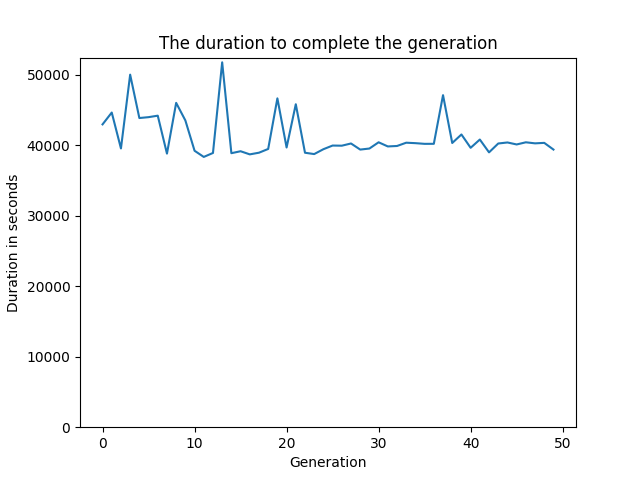 The duration to complete the generation
50000
40000
30000
20000
10000
0
Duration in seconds
0 10 20 30 40 50
Generation